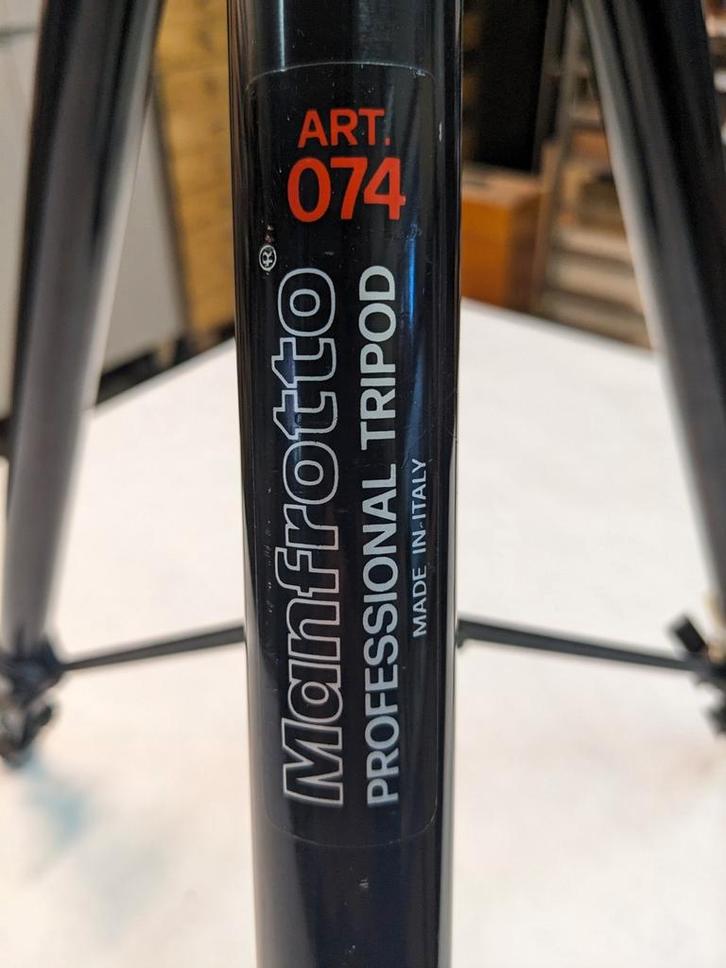 ART.
074
Manfrotto®
PROFESSIONAL TRIPOD
MADE IN ITALY